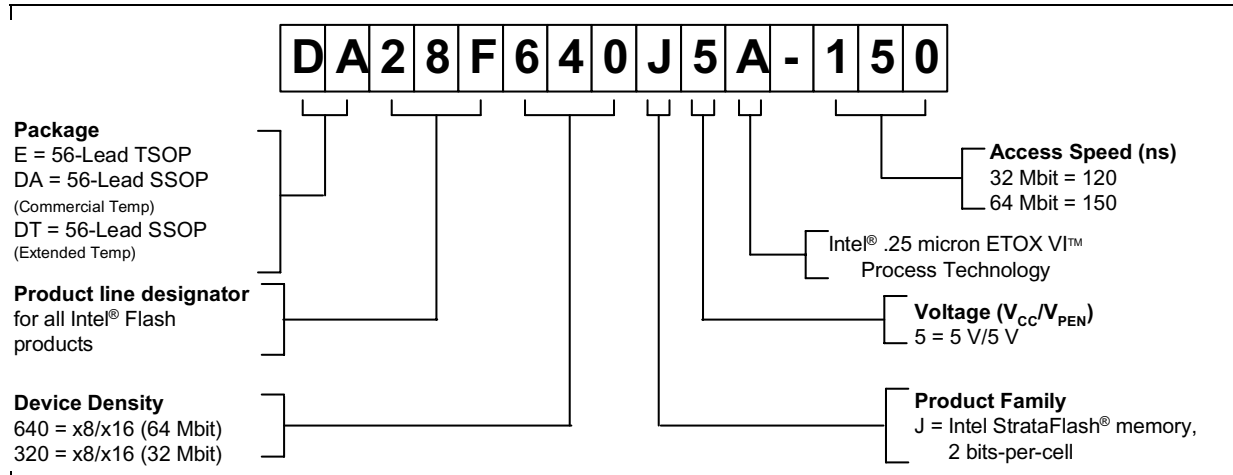 DA28F640J5A-150
Package
E = 56-Lead TSOP
DA = 56-Lead SSOP
(Commercial Temp)
DT = 56-Lead SSOP
(Extended Temp)
Product line designator
for all Intel® Flash
products
Device Density
640 = x8/x16 (64 Mbit)
320 = x8/x16 (32 Mbit)
Access Speed (ns)
32 Mbit = 120
64 Mbit = 150
Intel® .25 micron ETOX VI™
Process Technology
Voltage (VCC/VPEN)
5 = 5 V/5 V
Product Family
J = Intel StrataFlash® memory,
2 bits-per-cell